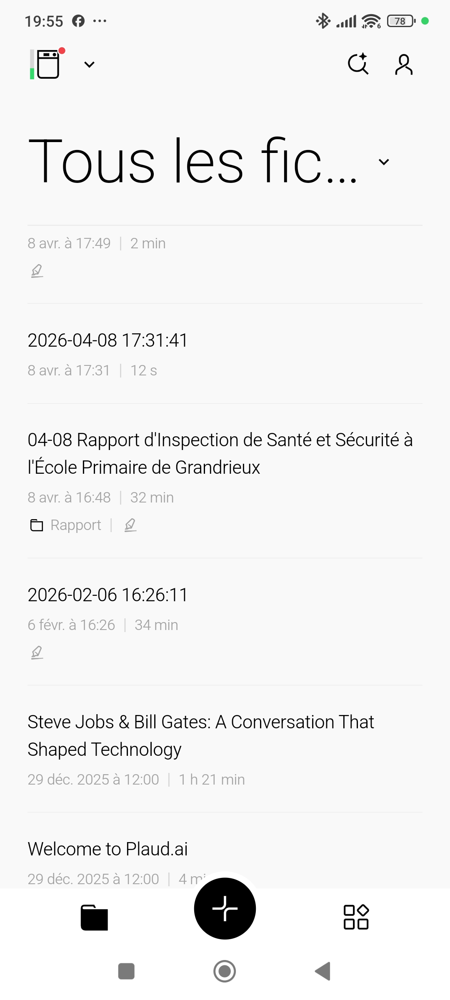 19:55
6
78
Tous les fic...
8 avr. à 17:49 | 2 min
2026-04-08 17:31:41
8 avr. à 17:31 | 12 s
04-08 Rapport d'Inspection de Santé et Sécurité à
l'École Primaire de Grandrieux
8 avr. à 16:48 | 32 min
Rapport |
2026-02-06 16:26:11
6 févr. à 16:26 | 34 min
Steve Jobs & Bill Gates: A Conversation That
Shaped Technology
29 déc. 2025 à 12:00 | 1 h 21 min
Welcome to Plaud.ai
29 déc. 2025 à 12:00 | 4